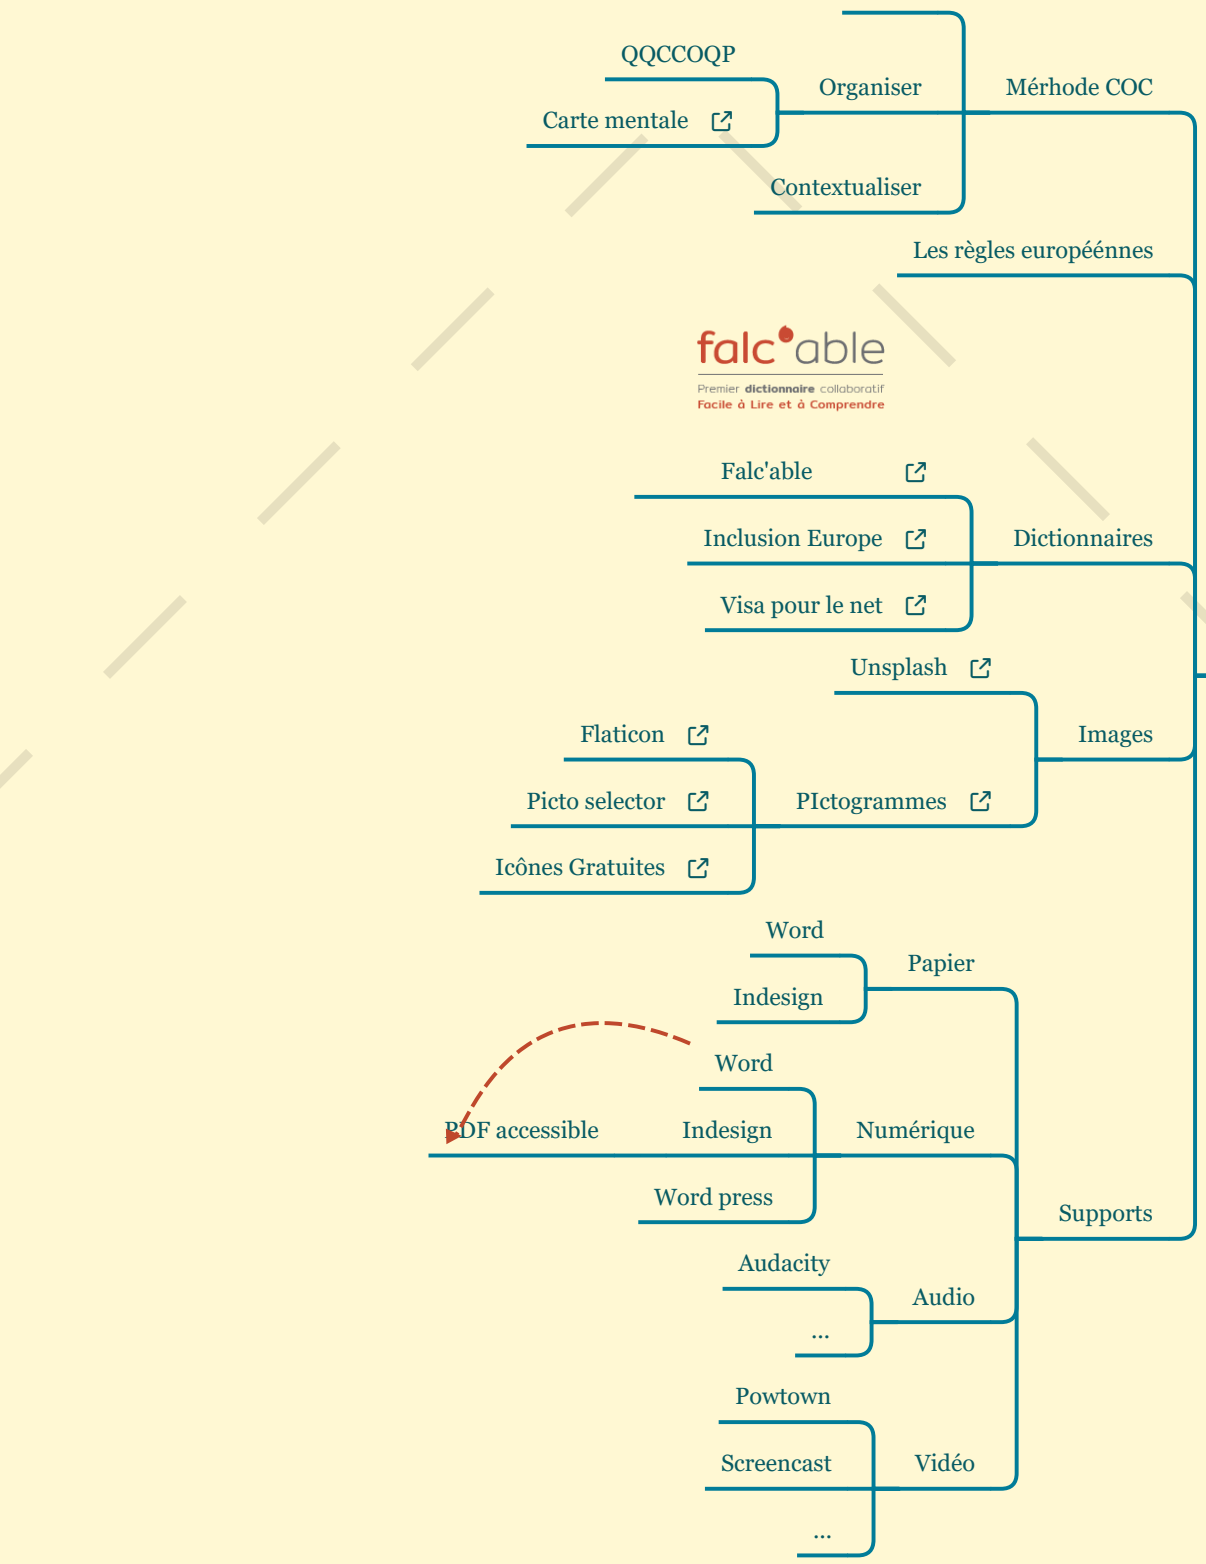 QQCCOQP
Organiser
Mérhode COC
Carte mentale
Contextualiser
Les règles européénnes
falc'able
Premier dictionnaire collaboratif
Facile à Lire et à Comprendre
Falc'able
Inclusion Europe
Dictionnaires
Visa pour le net
Unsplash
Flaticon
Images
Picto selector
PIctogrammes
Icônes Gratuites
Word
Papier
Indesign
Word
PDF accessible
Indesign
Numérique
Word press
Supports
Audacity
Audio
...
Powtown
Screencast
Vidéo
...